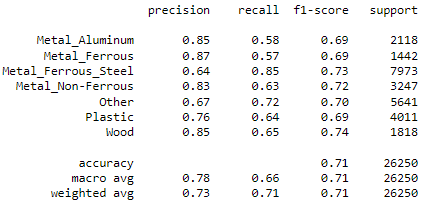 precision recall f1-score support
Metal_Aluminum 0.85 0.58 0.69 2118
Metal_Ferrous 0.87 0.57 0.69 1442
Metal_Ferrous_Steel 0.64 0.85 0.73 7973
Metal_Non-Ferrous 0.83 0.63 0.72 3247
Other 0.67 0.72 0.70 5641
Plastic 0.76 0.64 0.69 4011
Wood 0.85 0.65 0.74 1818
accuracy 0.71 26250
macro avg 0.78 0.66 0.71 26250
weighted avg 0.73 0.71 0.71 26250